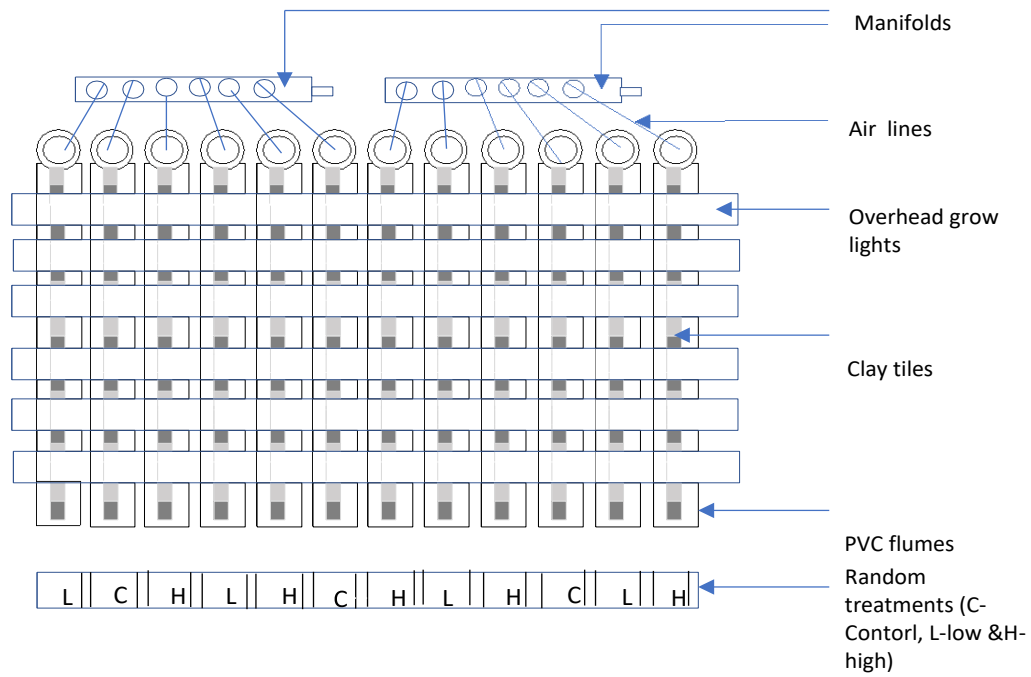 Manifolds
Air lines
Overhead grow
lights
Clay tiles
PVC flumes
Random
treatments (C-
Contorl, L-low &H-
high)
L C H L H C H L H C L H